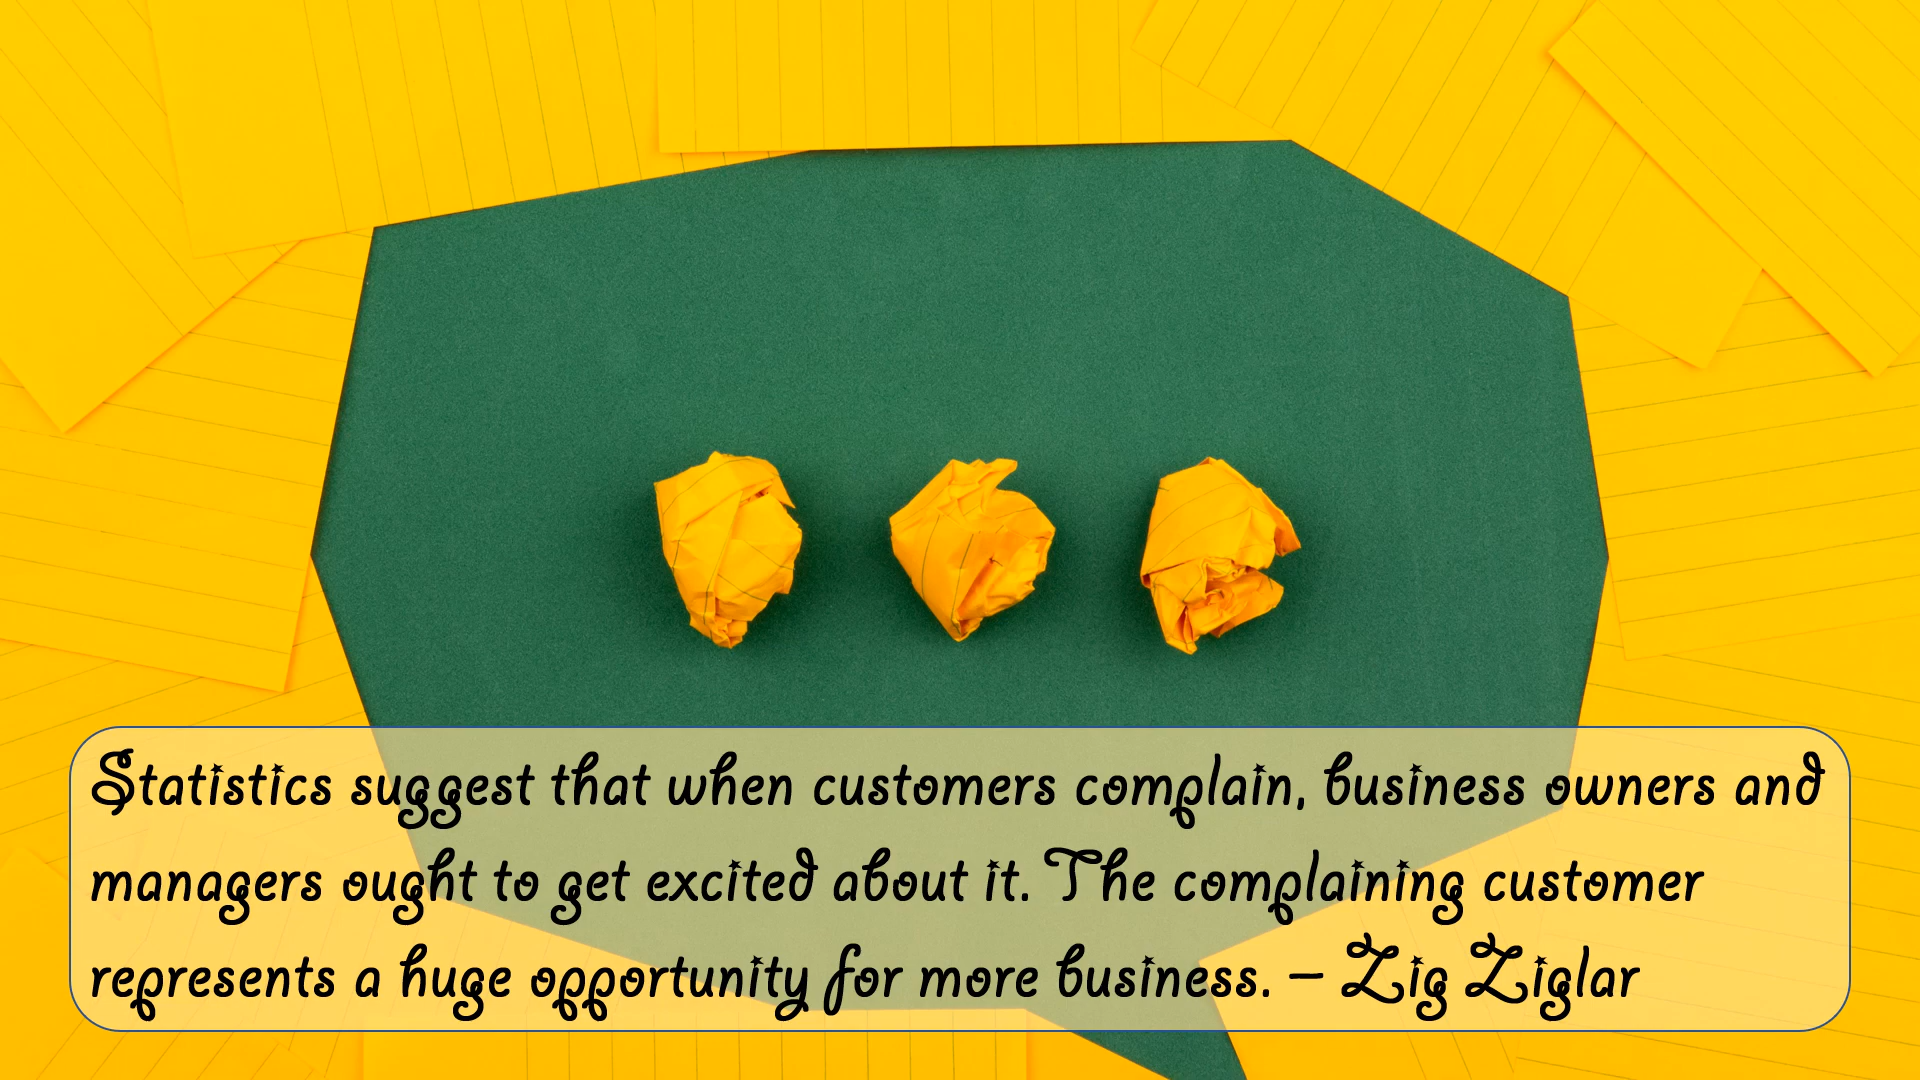 Statistics suggest that when customers complain, business owners and
managers ought to get excited about it. The complaining customer
represents a huge opportunity for more business. – Zig Ziglar